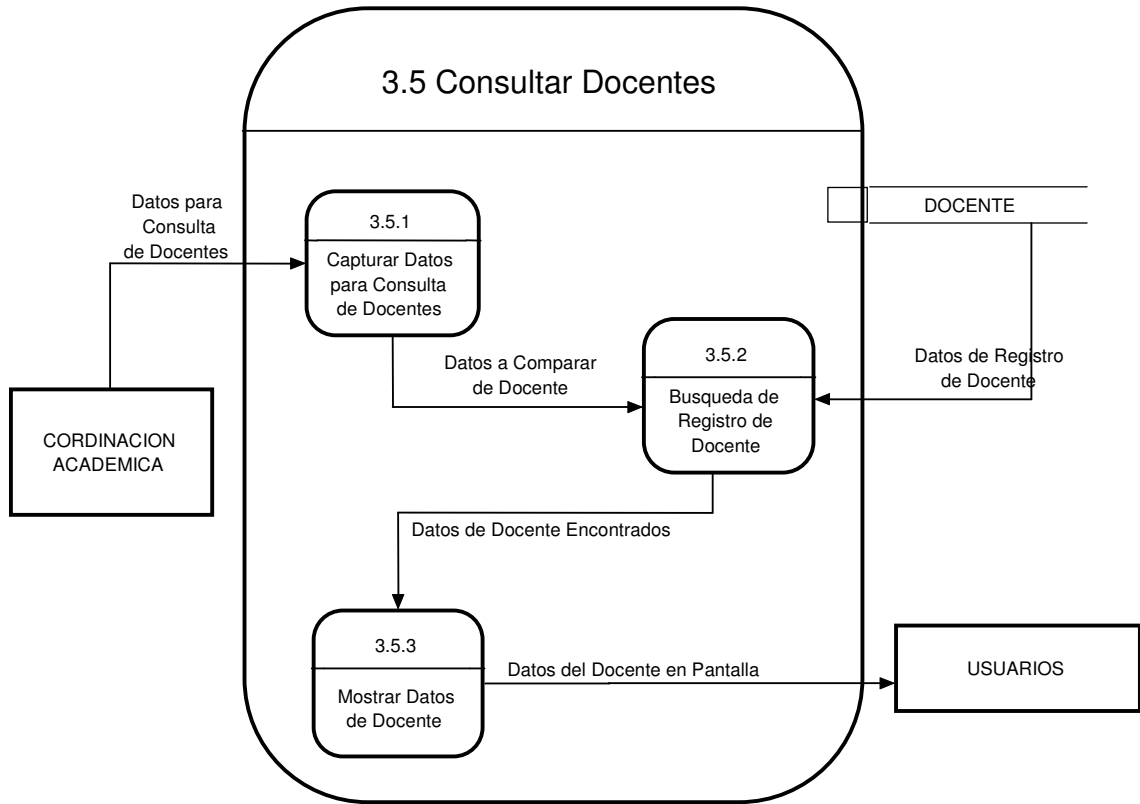 3.5 Consultar Docentes
Datos para
Consulta
de Docentes
3.5.1
Capturar Datos
para Consulta
de Docentes
DOCENTE
Datos a Comparar
de Docente
3.5.2
Busqueda de
Registro de
Docente
Datos de Registro
de Docente
CORDINACION
ACADEMICA
Datos de Docente Encontrados
3.5.3
Mostrar Datos
de Docente
Datos del Docente en Pantalla
USUARIOS